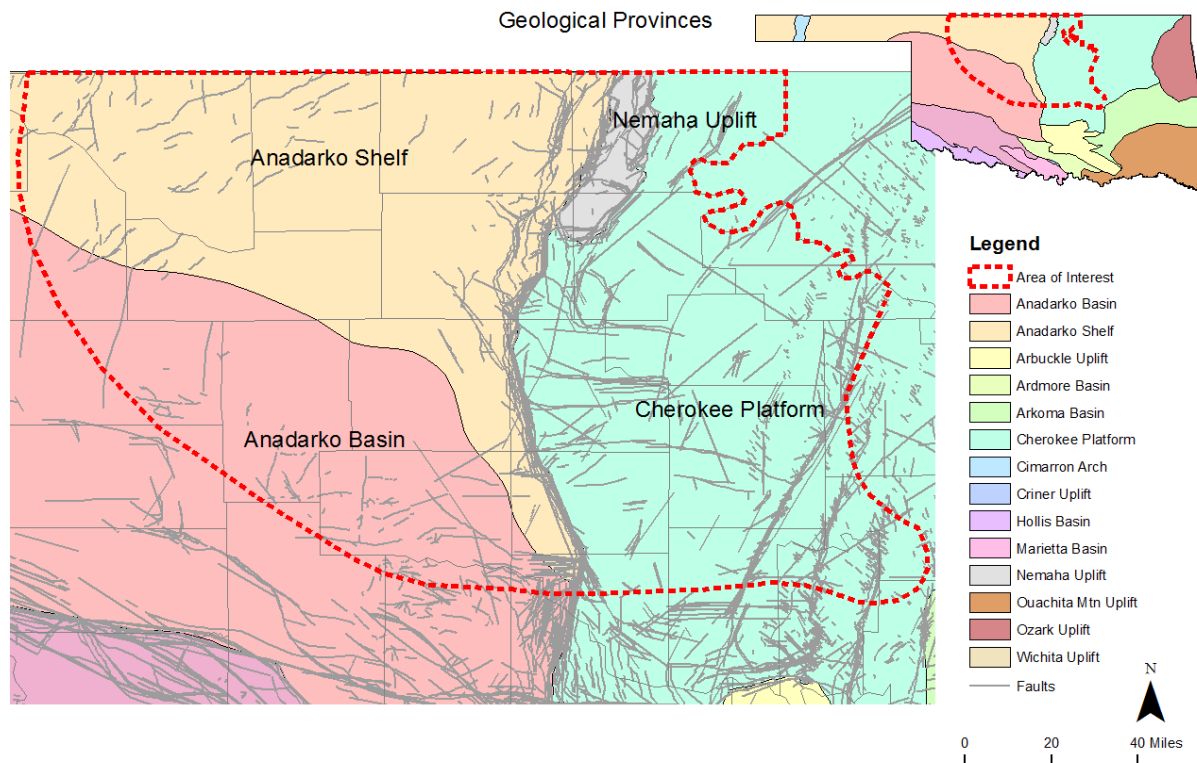 Geological Provinces
Nemaha Uplift
Anadarko Shelf
Anadarko Basin
Cherokee Platform
Legend
Area of Interest
Anadarko Basin
Anadarko Shelf
Arbuckle Uplift
Ardmore Basin
Arkoma Basin
Cherokee Platform
Cimarron Arch
Criner Uplift
Hollis Basin
Marietta Basin
Nemaha Uplift
Ouachita Mtn Uplift
Ozark Uplift
Wichita Uplift
Faults
N
0 20 40 Miles